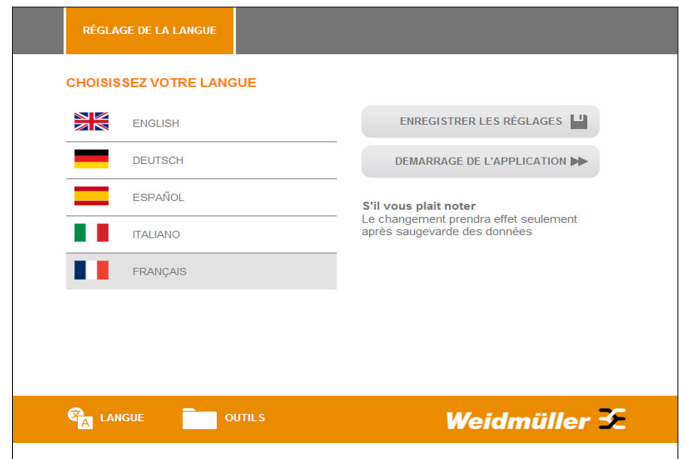 RÉGLAGE DE LA LANGUE
CHOISISSEZ VOTRE LANGUE
ENGLISH
DEUTSCH
ESPAÑOL
ITALIANO
FRANÇAIS
ENREGISTRER LES RÉGLAGES
DEMARRAGE DE L'APPLICATION
S'il vous plait noter
Le changement prendra effet seulement
après saugevarde des données
LANGUE
OUTILS
Weidmüller